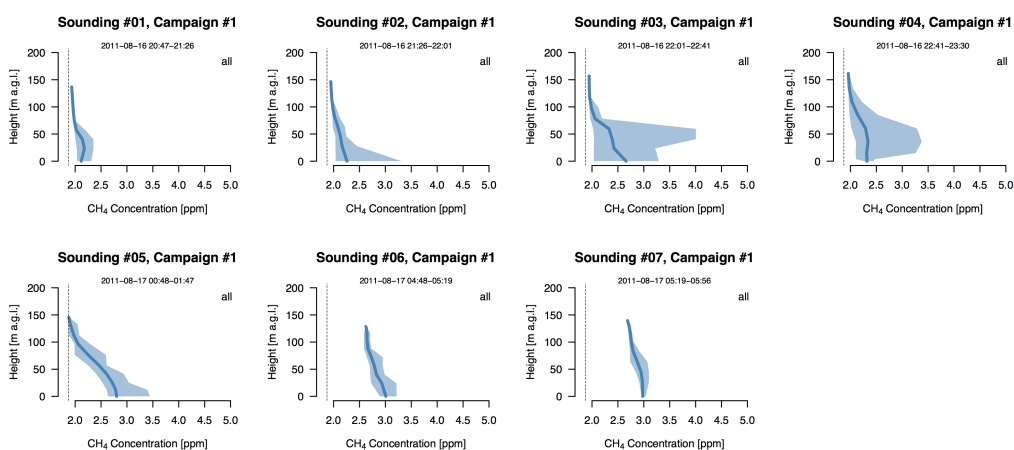 Sounding #01, Campaign #1
2011−08−16 20:47−21:26
all
Height [m a.g.l.]
200
150
100
50
0
2.0 2.5 3.0 3.5 4.0 4.5 5.0
CH4 Concentration [ppm]
Sounding #02, Campaign #1
2011−08−16 21:26−22:01
all
Height [m a.g.l.]
200
150
100
50
0
2.0 2.5 3.0 3.5 4.0 4.5 5.0
CH4 Concentration [ppm]
Sounding #03, Campaign #1
2011−08−16 22:01−22:41
all
Height [m a.g.l.]
200
150
100
50
0
2.0 2.5 3.0 3.5 4.0 4.5 5.0
CH4 Concentration [ppm]
Sounding #04, Campaign #1
2011−08−16 22:41−23:30
all
Height [m a.g.l.]
200
150
100
50
0
2.0 2.5 3.0 3.5 4.0 4.5 5.0
CH4 Concentration [ppm]
Sounding #05, Campaign #1
2011−08−17 00:48−01:47
all
Height [m a.g.l.]
200
150
100
50
0
2.0 2.5 3.0 3.5 4.0 4.5 5.0
CH4 Concentration [ppm]
Sounding #06, Campaign #1
2011−08−17 04:48−05:19
all
Height [m a.g.l.]
200
150
100
50
0
2.0 2.5 3.0 3.5 4.0 4.5 5.0
CH4 Concentration [ppm]
Sounding #07, Campaign #1
2011−08−17 05:19−05:56
all
Height [m a.g.l.]
200
150
100
50
0
2.0 2.5 3.0 3.5 4.0 4.5 5.0
CH4 Concentration [ppm]